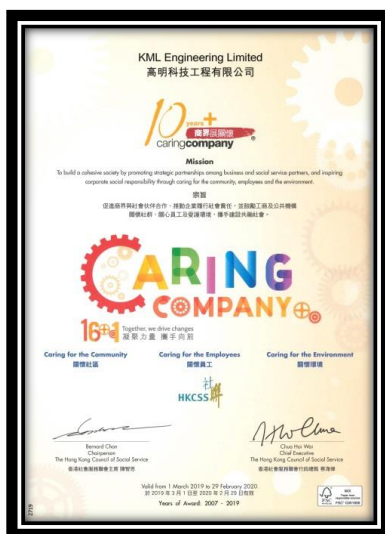 KML Engineering Limited
高明科技工程有限公司
10 years+
商界展關懷
caringcompany
Mission
To build a cohesive society by promoting strategic partnerships among business and social service partners, and inspiring
corporate social responsibility through caring for the community, employees and the environment.
宗旨
促進商界與社會伙伴合作，推動企業履行社會責任，並鼓勵工商及公共機構
關懷社群、關心員工及愛護環境，攜手建設共融社會。
CARING
COMPANY
16 Together, we drive changes
凝聚力量 攜手向前
Caring for the Community
關懷社區
Caring for the Employees
關懷員工
Caring for the Environment
關懷環境
社聯
HKCSS
Bernard Chan
Chairperson
The Hong Kong Council of Social Service
香港社會服務聯會主席 陳智思
Chua Hoi Wai
Chief Executive
The Hong Kong Council of Social Service
香港社會服務聯會行政總裁 蔡海偉
Valid from 1 March 2019 to 29 February 2020.
於 2019 年 3 月 1 日至 2020 年 2 月 29 日有效
Years of Award: 2007 - 2019
2719
FSC
MIX